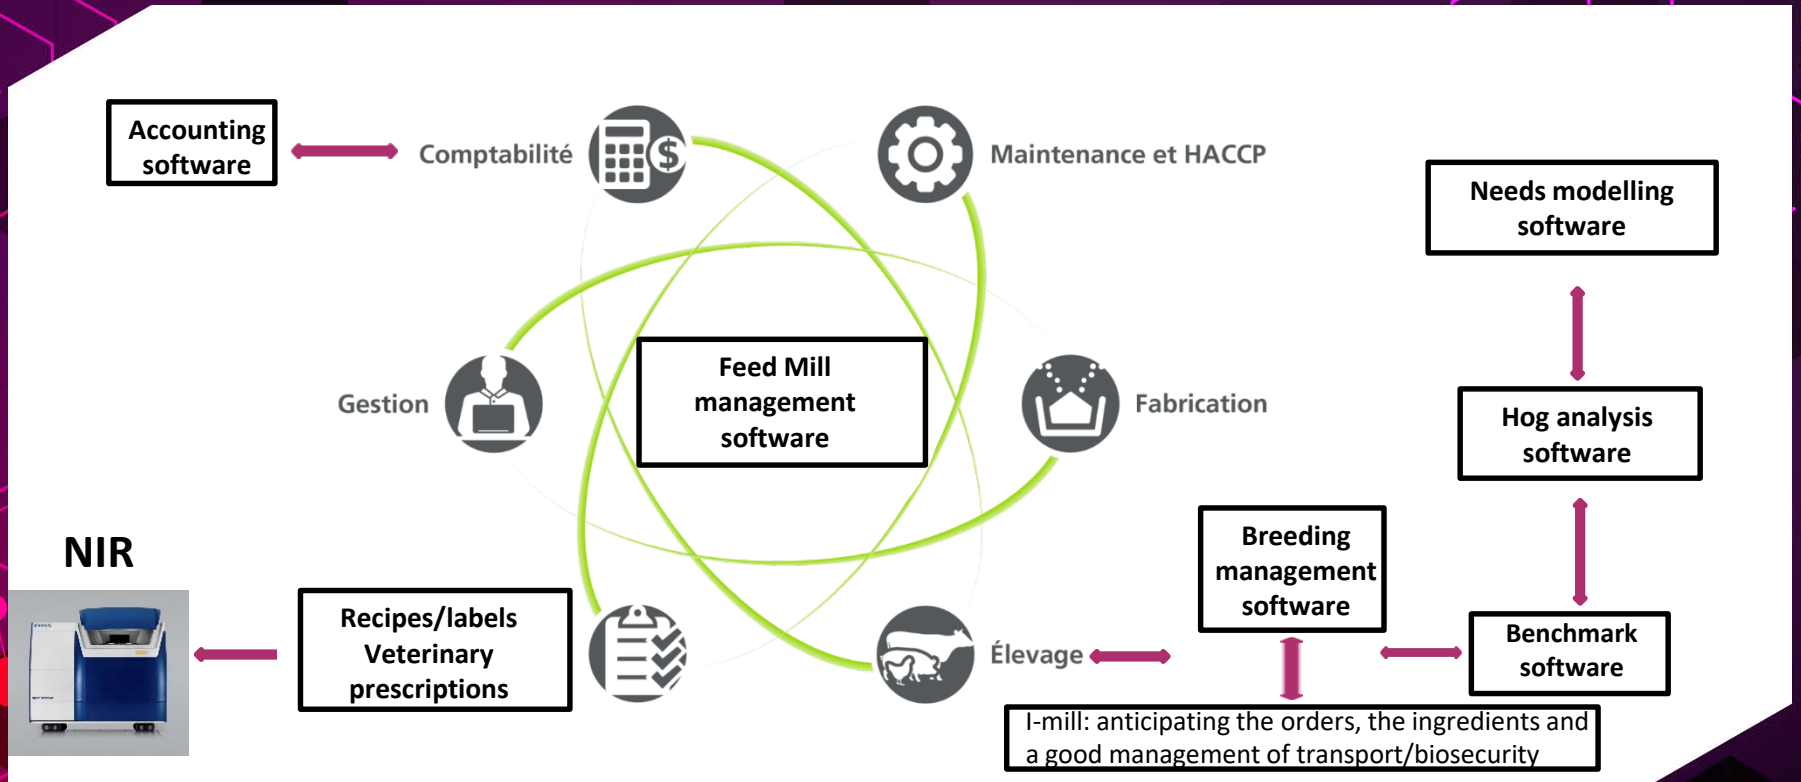 Accounting
software
Comptabilité
$
Maintenance et HACCP
Needs modelling
software
Gestion
Feed Mill
management
software
Fabrication
Hog analysis
software
NIR
FOSS
Recipes/labels
Veterinary
prescriptions
Élevage
Breeding
management
software
Benchmark
software
I-mill: anticipating the orders, the ingredients and
a good management of transport/biosecurity